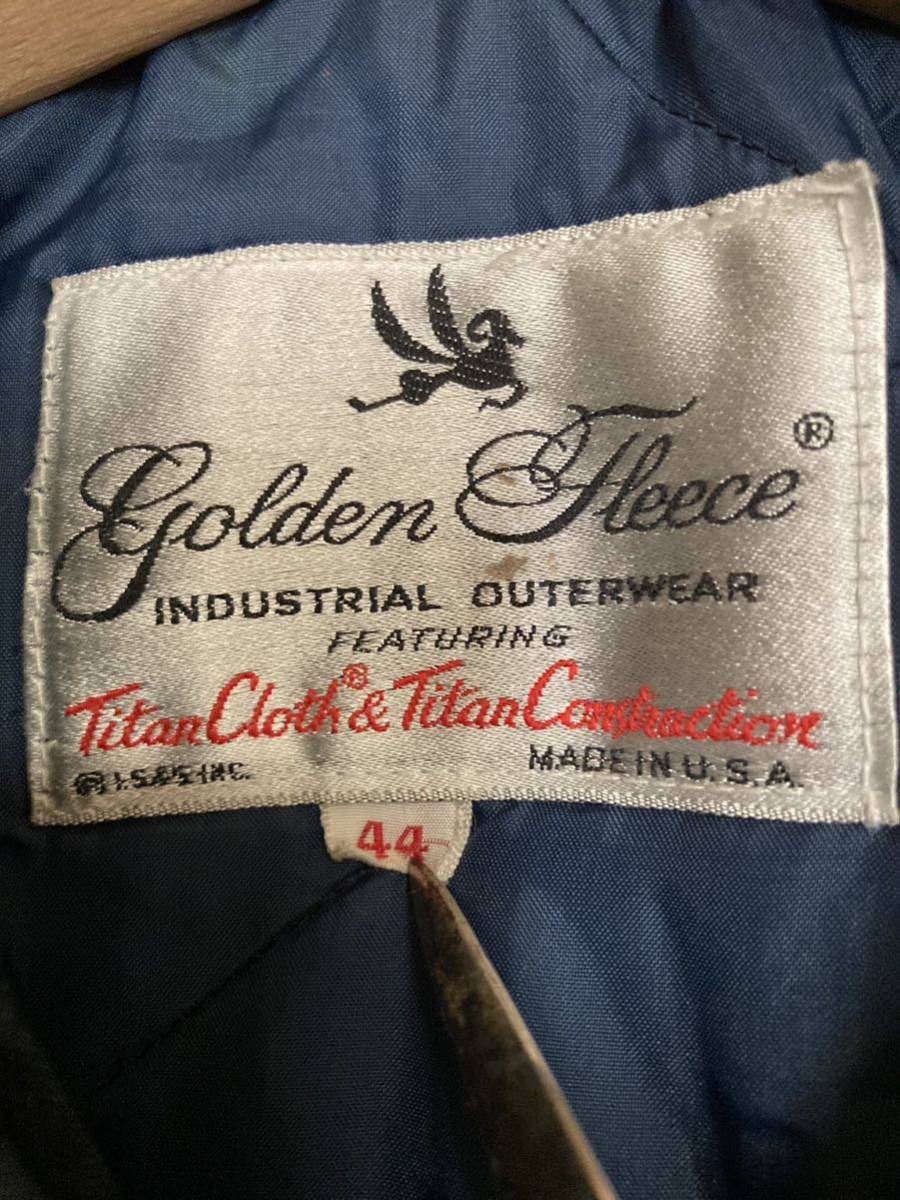 Golden Fleece®
INDUSTRIAL OUTERWEAR
FEATURING
Titan Cloth® & Titan Construction
MADE IN U.S.A.
44